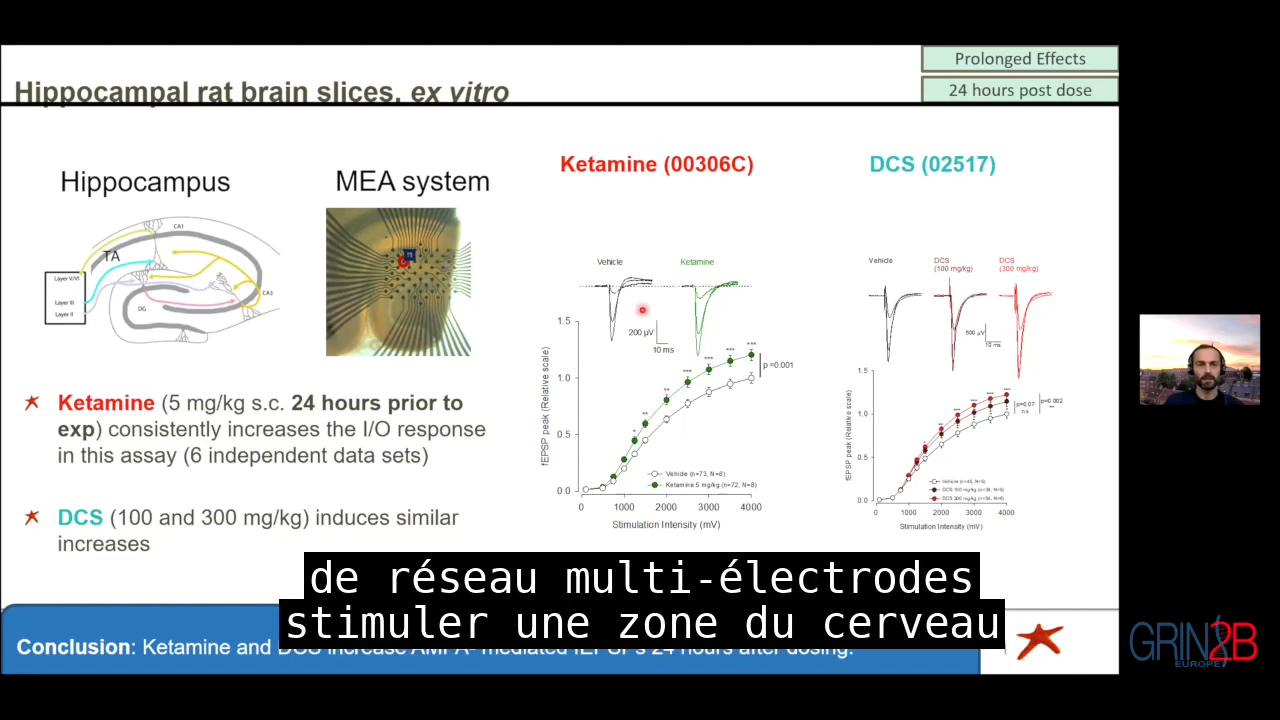 Prolonged Effects
24 hours post dose
Hippocampal rat brain slices, ex vitro
Hippocampus
MEA system
CA1
TA
Layer V/VI
Layer III
Layer II
DG
CA3
Ketamine (5 mg/kg s.c. 24 hours prior to
exp) consistently increases the I/O response
in this assay (6 independent data sets)
DCS (100 and 300 mg/kg) induces similar
increases
Ketamine (00306C)
Vehicle
Ketamine
200 µV
10 ms
fEPSP peak (Relative scale)
1.5
1.0
0.5
0.0
*
**
**
***
***
***
***
p =0.001
Vehicle (n=73, N=8)
Ketamine 5 mg/kg (n=72, N=8)
0 1000 2000 3000 4000
Stimulation Intensity (mV)
DCS (02517)
Vehicle
DCS
(100 mg/kg)
DCS
(300 mg/kg)
500 µV
10 ms
fEPSP peak (Relative scale)
1.5
1.0
0.5
0.0
p=0.07
n.s
p=0.002
**
0 1000 2000 3000 4000
Stimulation Intensity (mV)
de réseau multi-électrodes
stimuler une zone du cerveau
Conclusion: Ketamine and DCS increase AMPA- mediated fEPSPs 24 hours after dosing.
GRIN2B
EUROPE